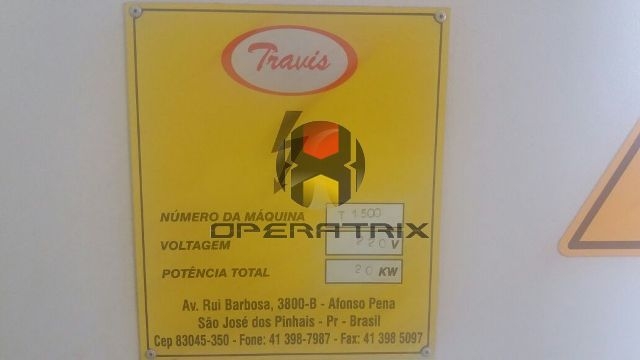 Travis
NÚMERO DA MÁQUINA T 1500
OPERATRIX
VOLTAGEM 220 V
POTÊNCIA TOTAL 20 KW
Av. Rui Barbosa, 3800-B - Afonso Pena
São José dos Pinhais - Pr - Brasil
Cep 83045-350 - Fone: 41 398-7987 - Fax: 41 398 5097